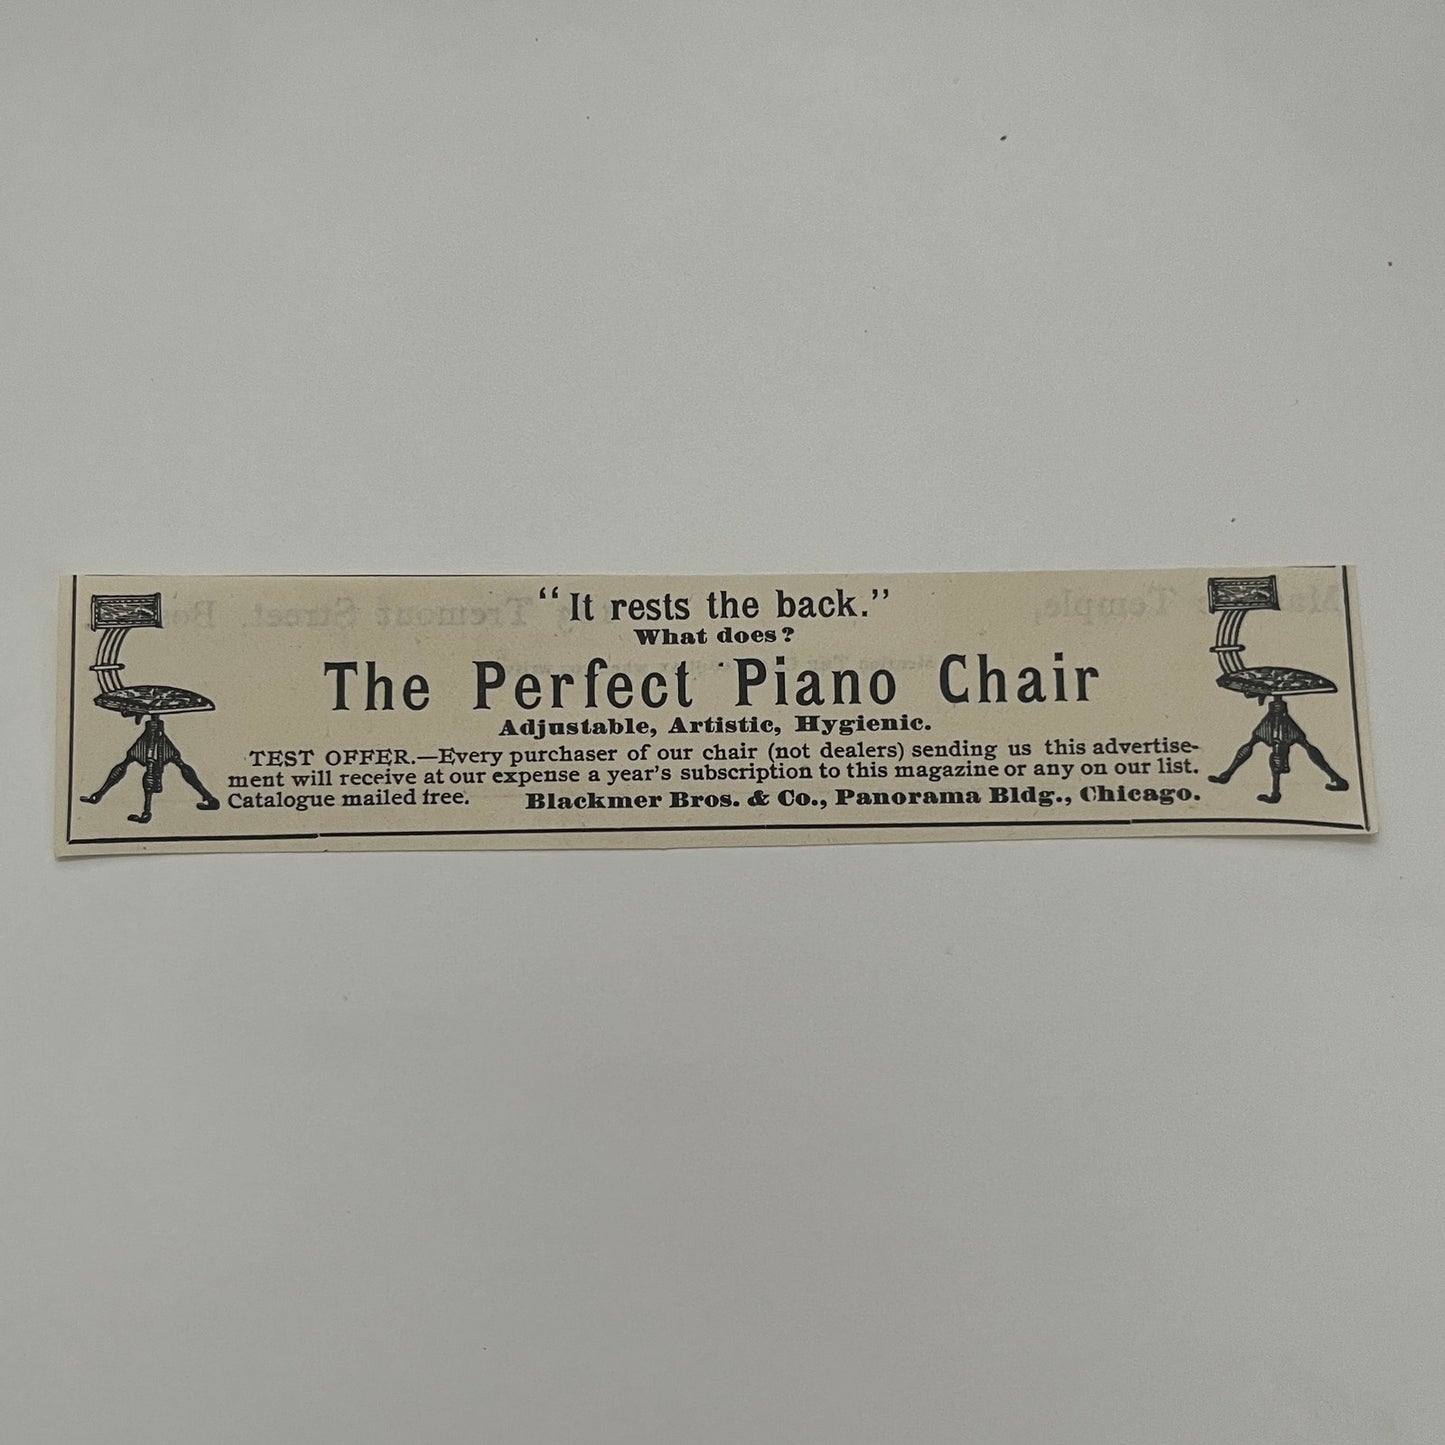 “It rests the back.”
What does?
The Perfect Piano Chair
Adjustable, Artistic, Hygienic.
TEST OFFER.—Every purchaser of our chair (not dealers) sending us this advertise-
ment will receive at our expense a year's subscription to this magazine or any on our list.
Catalogue mailed free. Blackmer Bros. & Co., Panorama Bldg., Chicago.